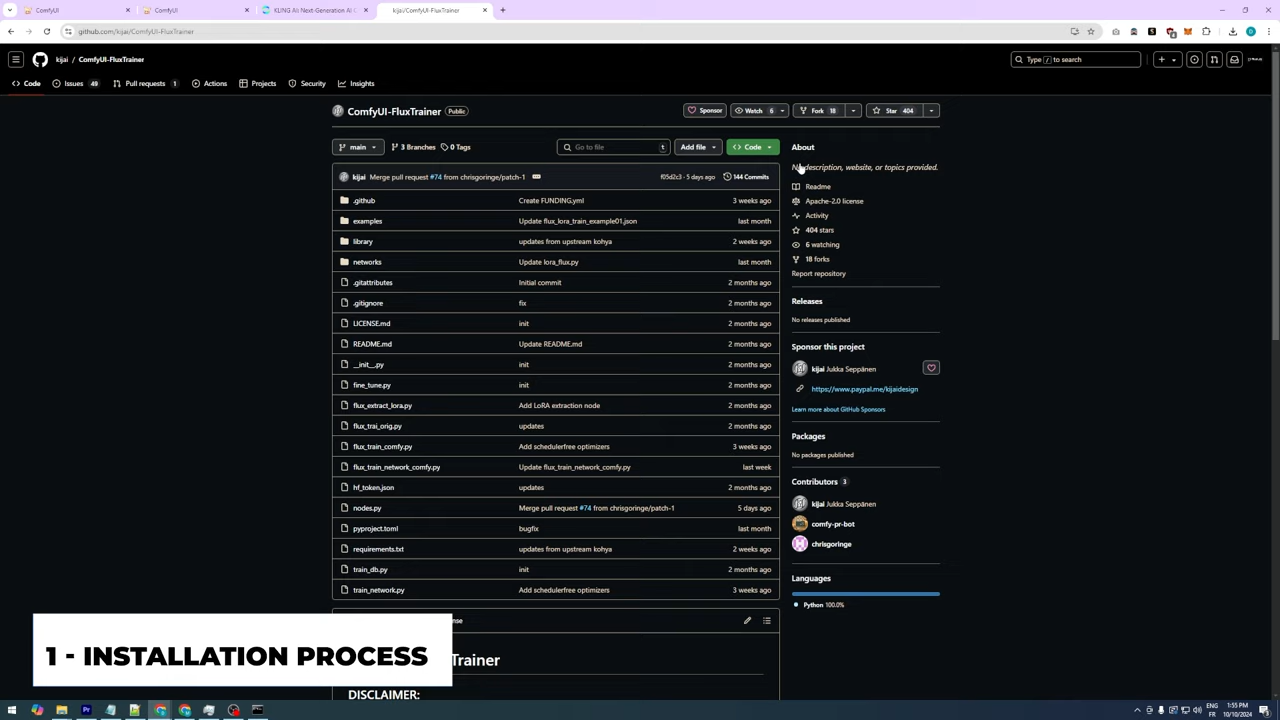 ComfyUI
ComfyUI
KLING AI: Next-Generation AI C
kijai/ComfyUI-FluxTrainer
github.com/kijai/ComfyUI-FluxTrainer
kijai / ComfyUI-FluxTrainer
Type / to search
Code
Issues 49
Pull requests 1
Actions
Projects
Security
Insights
ComfyUI-FluxTrainer Public
Sponsor
Watch 6
Fork 18
Star 404
main
3 Branches
0 Tags
Go to file t
Add file
Code
kijai Merge pull request #74 from chrisgoringe/patch-1
f05d2c3 · 5 days ago
144 Commits
.github Create FUNDING.yml 3 weeks ago
examples Update flux_lora_train_example01.json last month
library updates from upstream kohya 2 weeks ago
networks Update lora_flux.py last month
.gitattributes Initial commit 2 months ago
.gitignore fix 2 months ago
LICENSE.md init 2 months ago
README.md Update README.md 2 months ago
__init__.py init 2 months ago
fine_tune.py init 2 months ago
flux_extract_lora.py Add LoRA extraction node 2 months ago
flux_trai_orig.py updates 2 months ago
flux_train_comfy.py Add schedulerfree optimizers 3 weeks ago
flux_train_network_comfy.py Update flux_train_network_comfy.py last week
hf_token.json updates 2 months ago
nodes.py Merge pull request #74 from chrisgoringe/patch-1 5 days ago
pyproject.toml bugfix last month
requirements.txt updates from upstream kohya 2 weeks ago
train_db.py init 2 months ago
train_network.py Add schedulerfree optimizers 3 weeks ago
About
No description, website, or topics provided.
Readme
Apache-2.0 license
Activity
404 stars
6 watching
18 forks
Report repository
Releases
No releases published
Sponsor this project
kijai Jukka Seppänen
https://www.paypal.me/kijaidesign
Learn more about GitHub Sponsors
Packages
No packages published
Contributors 3
kijai Jukka Seppänen
comfy-pr-bot
chrisgoringe
Languages
Python 100.0%
nse
Trainer
DISCLAIMER:
1 - INSTALLATION PROCESS
ENG
FR
1:55 PM
10/10/2024